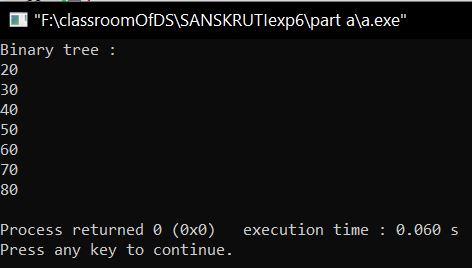 "F:\classroomOfDS\SANSKRUTIexp6\part a\a.exe"
Binary tree :
20
30
40
50
60
70
80
Process returned 0 (0x0)   execution time : 0.060 s
Press any key to continue.